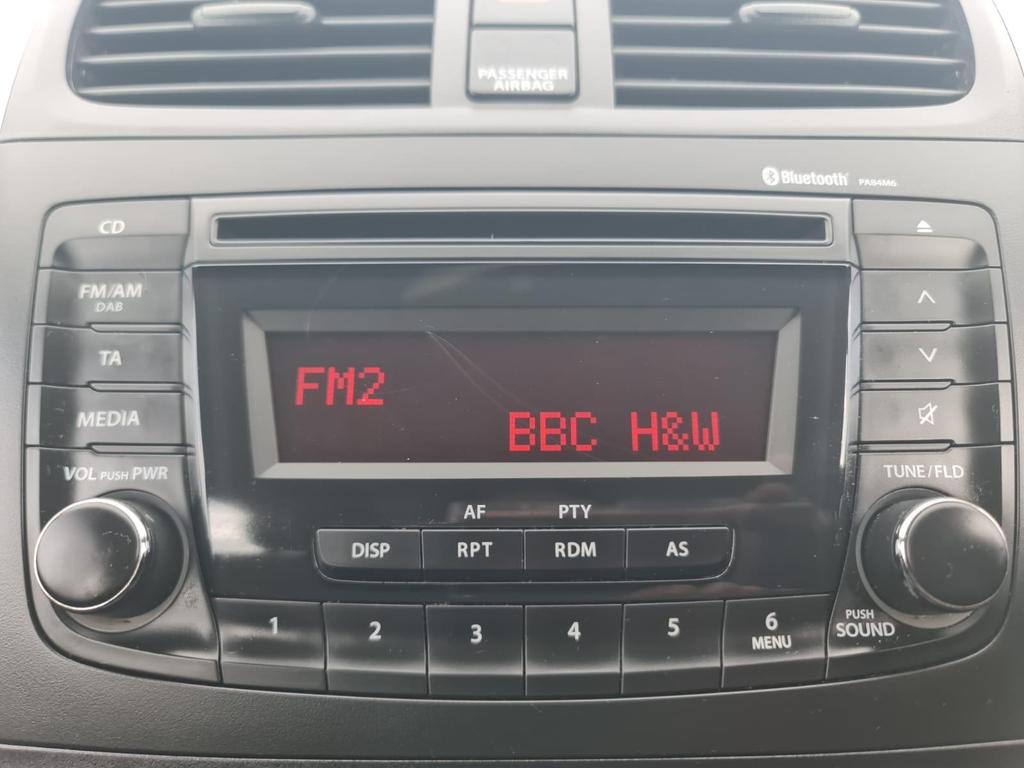 PASSENGER
AIRBAG
Bluetooth PA84M6
CD
FM/AM
DAB
TA
MEDIA
VOL PUSH PWR
FM2
BBC H&W
TUNE/FLD
AF PTY
DISP RPT RDM AS
1 2 3 4 5 6
MENU
PUSH
SOUND